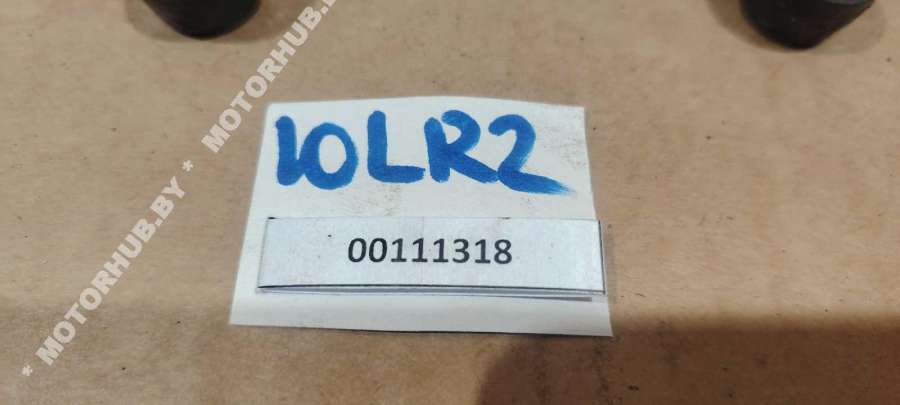 10LR2
00111318
* MOTORHUB.BY * MOTORHUB.BY